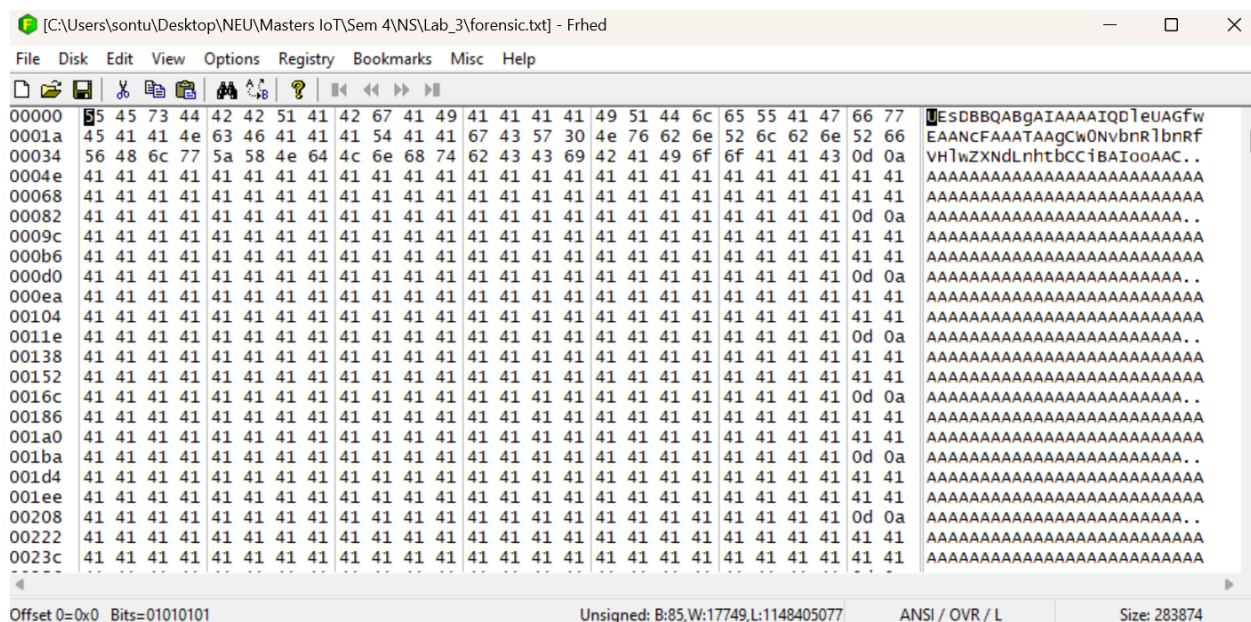 [C:\Users\sontu\Desktop\NEU\Masters IoT\Sem 4\NS\Lab_3\forensic.txt] - Frhed
File Disk Edit View Options Registry Bookmarks Misc Help
00000 55 45 73 44 42 42 51 41 42 67 41 49 41 41 41 41 49 51 44 6c 65 55 41 47 66 77 UEsDBBQABgAIAAAAIQDleUAGfw
0001a 45 41 41 4e 63 46 41 41 41 54 41 41 67 43 57 30 4e 76 62 6e 52 6c 62 6e 52 66 EAANcFAAATAAgCW0NvbnRlbnRf
00034 56 48 6c 77 5a 58 4e 64 4c 6e 68 74 62 43 43 69 42 41 49 6f 6f 41 41 43 0d 0a VHlwZXNdLnhtbCCiBAIooAAC..
0004e 41 41 41 41 41 41 41 41 41 41 41 41 41 41 41 41 41 41 41 41 41 41 41 41 41 41 AAAAAAAAAAAAAAAAAAAAAAAAAA
00068 41 41 41 41 41 41 41 41 41 41 41 41 41 41 41 41 41 41 41 41 41 41 41 41 41 41 AAAAAAAAAAAAAAAAAAAAAAAAAA
00082 41 41 41 41 41 41 41 41 41 41 41 41 41 41 41 41 41 41 41 41 41 41 41 41 0d 0a AAAAAAAAAAAAAAAAAAAAAAAA..
0009c 41 41 41 41 41 41 41 41 41 41 41 41 41 41 41 41 41 41 41 41 41 41 41 41 41 41 AAAAAAAAAAAAAAAAAAAAAAAAAA
000b6 41 41 41 41 41 41 41 41 41 41 41 41 41 41 41 41 41 41 41 41 41 41 41 41 41 41 AAAAAAAAAAAAAAAAAAAAAAAAAA
000d0 41 41 41 41 41 41 41 41 41 41 41 41 41 41 41 41 41 41 41 41 41 41 41 41 0d 0a AAAAAAAAAAAAAAAAAAAAAAAA..
000ea 41 41 41 41 41 41 41 41 41 41 41 41 41 41 41 41 41 41 41 41 41 41 41 41 41 41 AAAAAAAAAAAAAAAAAAAAAAAAAA
00104 41 41 41 41 41 41 41 41 41 41 41 41 41 41 41 41 41 41 41 41 41 41 41 41 41 41 AAAAAAAAAAAAAAAAAAAAAAAAAA
0011e 41 41 41 41 41 41 41 41 41 41 41 41 41 41 41 41 41 41 41 41 41 41 41 41 0d 0a AAAAAAAAAAAAAAAAAAAAAAAA..
00138 41 41 41 41 41 41 41 41 41 41 41 41 41 41 41 41 41 41 41 41 41 41 41 41 41 41 AAAAAAAAAAAAAAAAAAAAAAAAAA
00152 41 41 41 41 41 41 41 41 41 41 41 41 41 41 41 41 41 41 41 41 41 41 41 41 41 41 AAAAAAAAAAAAAAAAAAAAAAAAAA
0016c 41 41 41 41 41 41 41 41 41 41 41 41 41 41 41 41 41 41 41 41 41 41 41 41 0d 0a AAAAAAAAAAAAAAAAAAAAAAAA..
00186 41 41 41 41 41 41 41 41 41 41 41 41 41 41 41 41 41 41 41 41 41 41 41 41 41 41 AAAAAAAAAAAAAAAAAAAAAAAAAA
001a0 41 41 41 41 41 41 41 41 41 41 41 41 41 41 41 41 41 41 41 41 41 41 41 41 41 41 AAAAAAAAAAAAAAAAAAAAAAAAAA
001ba 41 41 41 41 41 41 41 41 41 41 41 41 41 41 41 41 41 41 41 41 41 41 41 41 0d 0a AAAAAAAAAAAAAAAAAAAAAAAA..
001d4 41 41 41 41 41 41 41 41 41 41 41 41 41 41 41 41 41 41 41 41 41 41 41 41 41 41 AAAAAAAAAAAAAAAAAAAAAAAAAA
001ee 41 41 41 41 41 41 41 41 41 41 41 41 41 41 41 41 41 41 41 41 41 41 41 41 41 41 AAAAAAAAAAAAAAAAAAAAAAAAAA
00208 41 41 41 41 41 41 41 41 41 41 41 41 41 41 41 41 41 41 41 41 41 41 41 41 0d 0a AAAAAAAAAAAAAAAAAAAAAAAA..
00222 41 41 41 41 41 41 41 41 41 41 41 41 41 41 41 41 41 41 41 41 41 41 41 41 41 41 AAAAAAAAAAAAAAAAAAAAAAAAAA
0023c 41 41 41 41 41 41 41 41 41 41 41 41 41 41 41 41 41 41 41 41 41 41 41 41 41 41 AAAAAAAAAAAAAAAAAAAAAAAAAA
Offset 0=0x0 Bits=01010101 Unsigned: B:85,W:17749,L:1148405077 ANSI / OVR / L Size: 283874